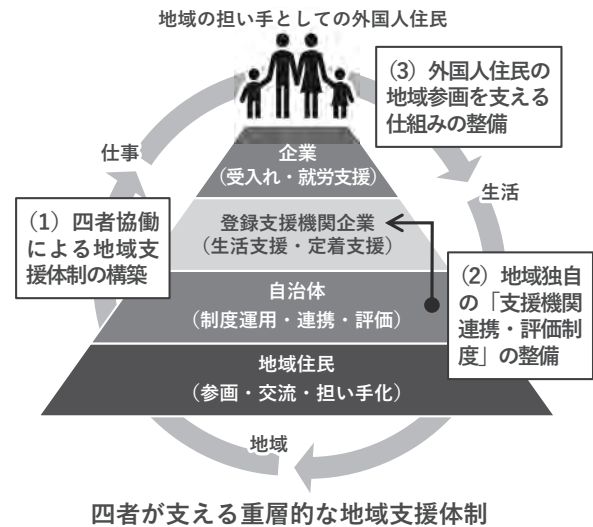 地域の担い手としての外国人住民
（3）外国人住民の
地域参画を支える
仕組みの整備
仕事
企業
（受入れ・就労支援）
生活
（1）四者協働
による地域支
援体制の構築
登録支援機関企業
（生活支援・定着支援）
（2）地域独自
の「支援機関
連携・評価制
度」の整備
自治体
（制度運用・連携・評価）
地域住民
（参画・交流・担い手化）
地域
四者が支える重層的な地域支援体制